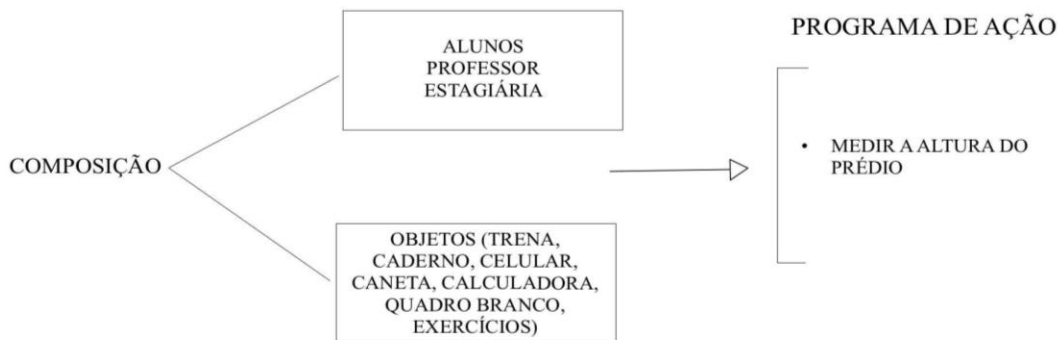 ALUNOS
PROFESSOR
ESTAGIÁRIA
PROGRAMA DE AÇÃO
COMPOSIÇÃO
• MEDIR A ALTURA DO
PRÉDIO
OBJETOS (TRENA,
CADERNO, CELULAR,
CANETA, CALCULADORA,
QUADRO BRANCO,
EXERCÍCIOS)